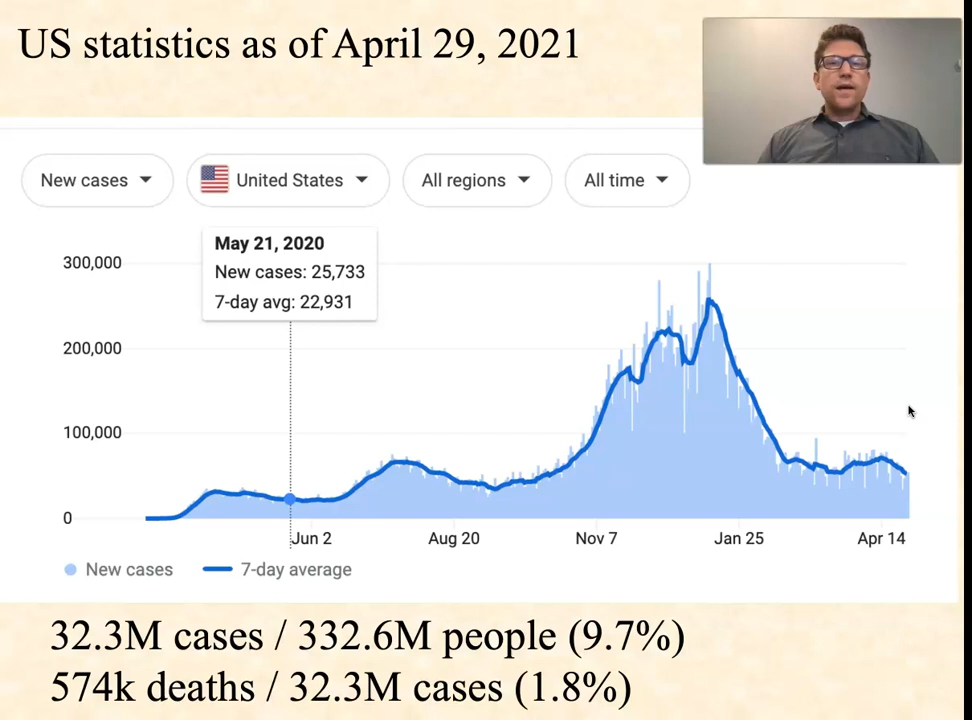 US statistics as of April 29, 2021
New cases United States All regions All time
May 21, 2020
New cases: 25,733
7-day avg: 22,931
300,000
200,000
100,000
0
Jun 2 Aug 20 Nov 7 Jan 25 Apr 14
New cases 7-day average
32.3M cases / 332.6M people (9.7%)
574k deaths / 32.3M cases (1.8%)